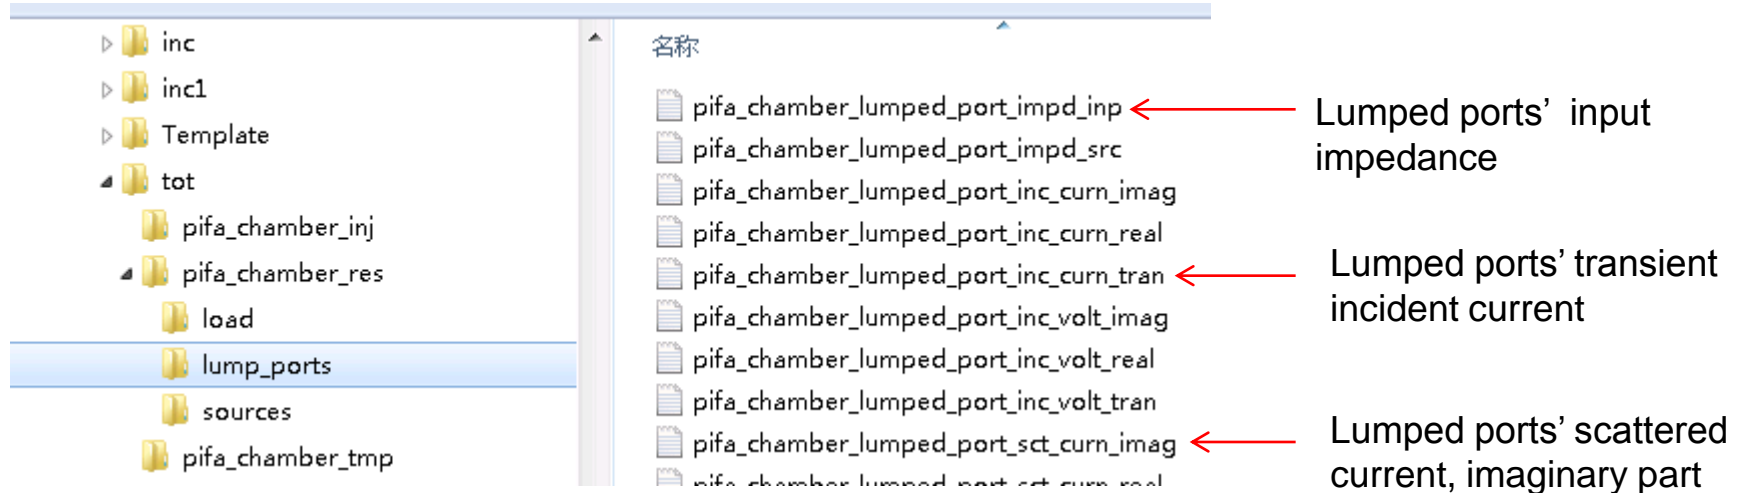 inc
inc1
Template
tot
pifa_chamber_inj
pifa_chamber_res
load
lump_ports
sources
pifa_chamber_tmp
名称
pifa_chamber_lumped_port_impd_inp
pifa_chamber_lumped_port_impd_src
pifa_chamber_lumped_port_inc_curn_imag
pifa_chamber_lumped_port_inc_curn_real
pifa_chamber_lumped_port_inc_curn_tran
pifa_chamber_lumped_port_inc_volt_imag
pifa_chamber_lumped_port_inc_volt_real
pifa_chamber_lumped_port_inc_volt_tran
pifa_chamber_lumped_port_sct_curn_imag
pifa_chamber_lumped_port_sct_curn_real
Lumped ports’ input
impedance
Lumped ports’ transient
incident current
Lumped ports’ scattered
current, imaginary part